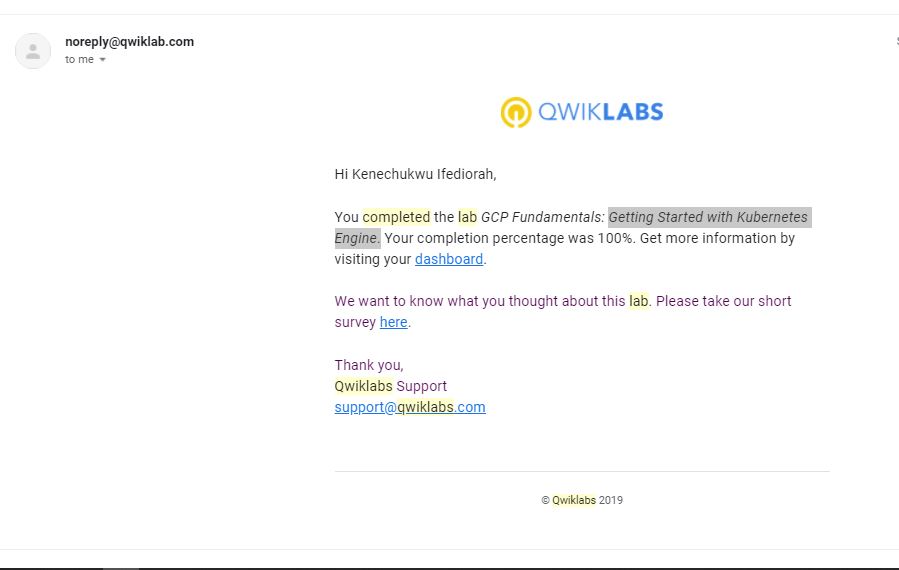 noreply@qwiklab.com
to me
QWIKLABS
Hi Kenechukwu Ifediorah,
You completed the lab GCP Fundamentals: Getting Started with Kubernetes
Engine. Your completion percentage was 100%. Get more information by
visiting your dashboard.
We want to know what you thought about this lab. Please take our short
survey here.
Thank you,
Qwiklabs Support
support@qwiklabs.com
© Qwiklabs 2019